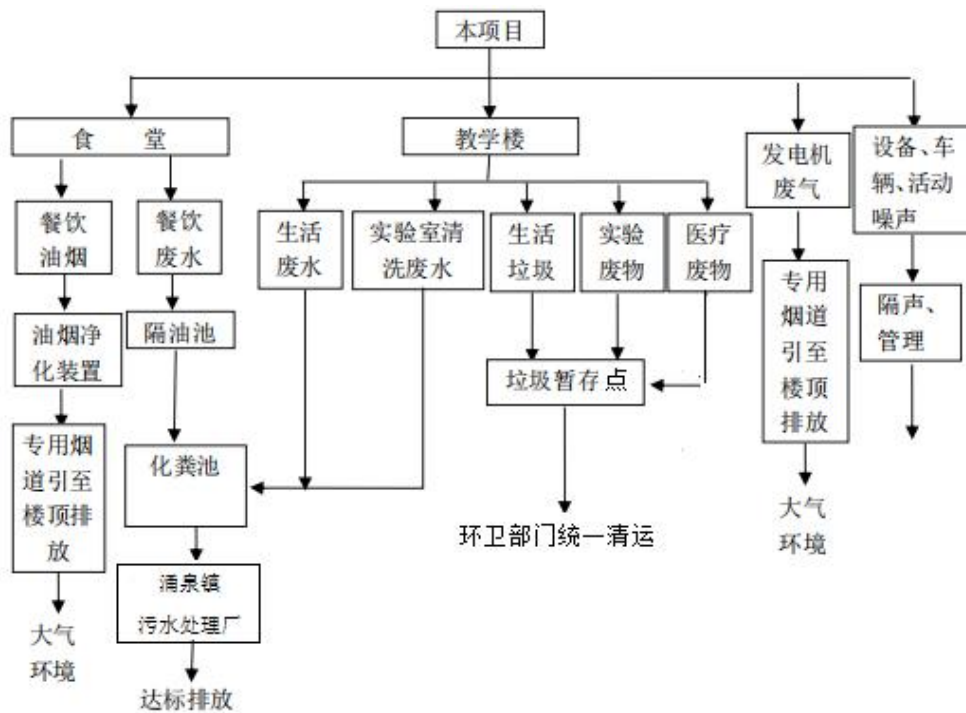 本项目
食 堂
教学楼
发电机
废气
设备、车
辆、活动
噪声
餐饮
油烟
餐饮
废水
生活
废水
实验室清
洗废水
生活
垃圾
实验
废物
医疗
废物
油烟净
化装置
隔油池
垃圾暂存点
专用
烟道
引至
楼顶
排放
隔声、
管理
专用烟
道引至
楼顶排
放
化粪池
环卫部门统一清运
大气
环境
涌泉镇
污水处理厂
大气
环境
达标排放